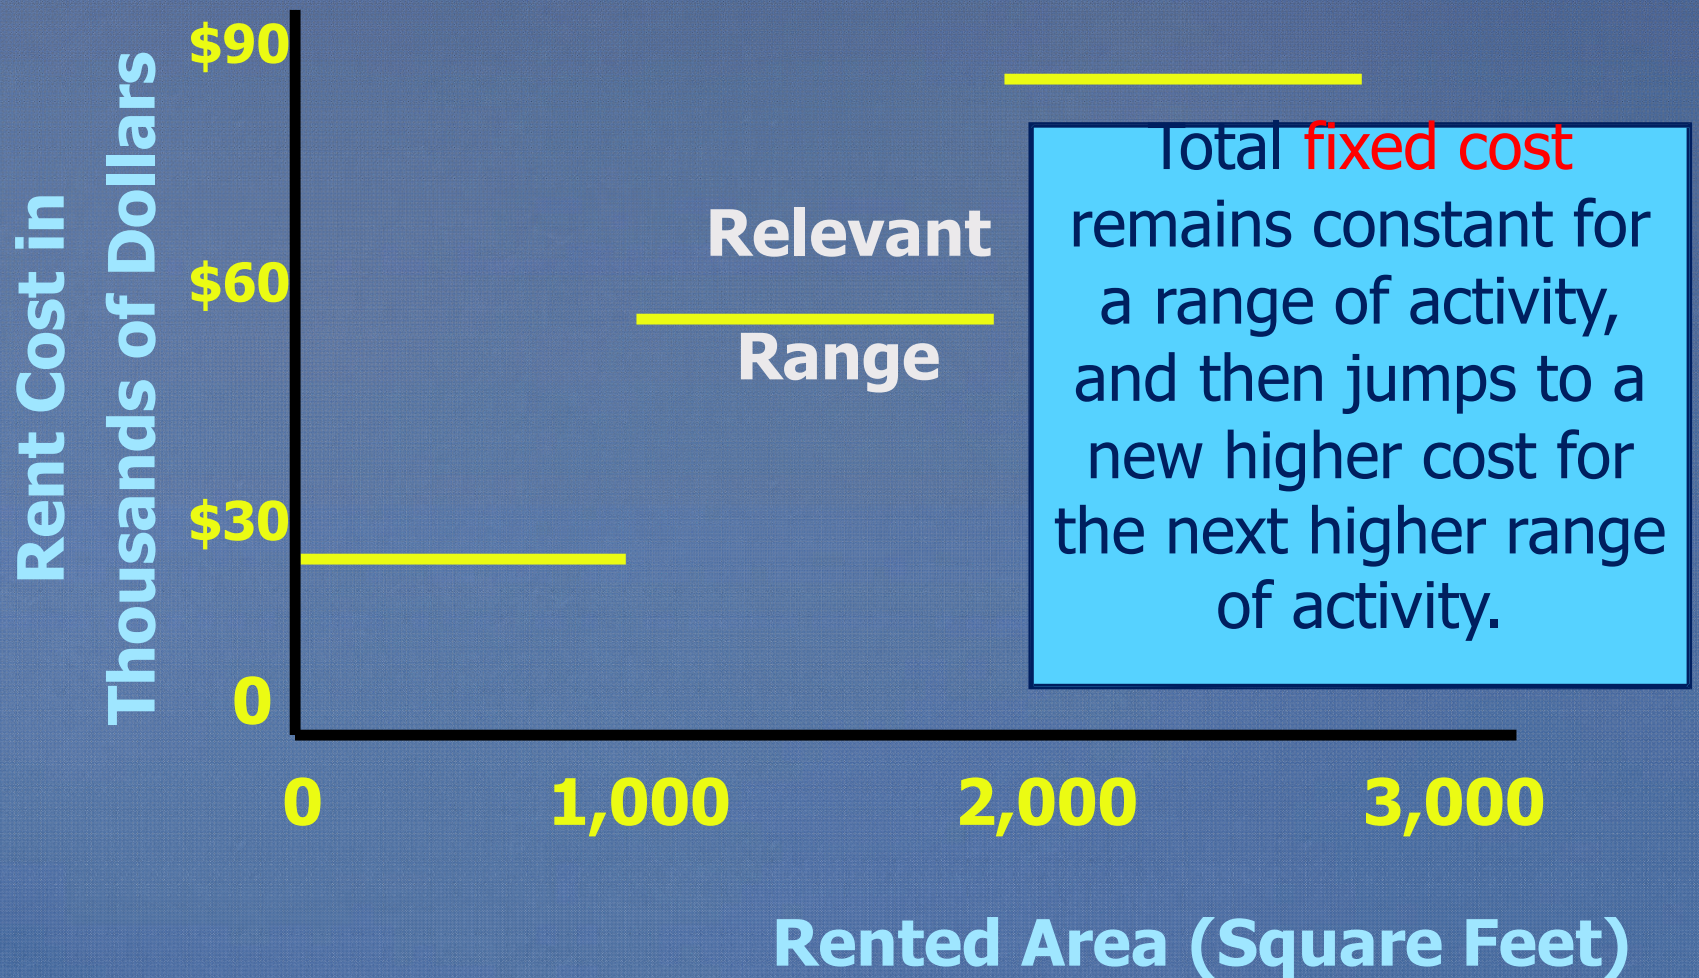 Rent Cost in
Thousands of Dollars
$90
$60
$30
0
Relevant
Range
Total fixed cost
remains constant for
a range of activity,
and then jumps to a
new higher cost for
the next higher range
of activity.
0 1,000 2,000 3,000
Rented Area (Square Feet)